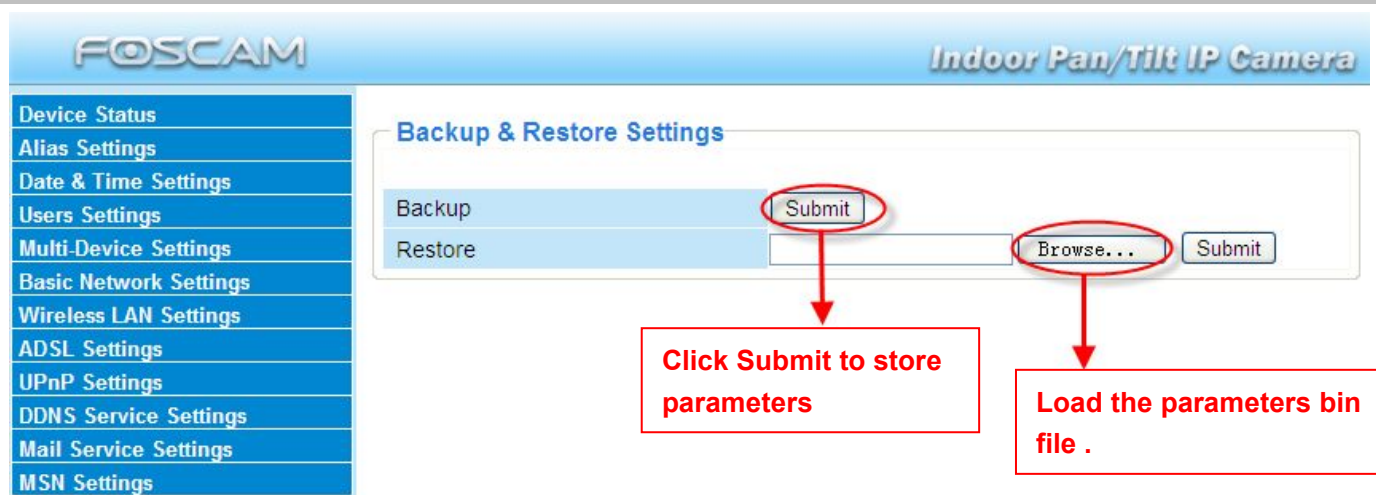 FOSCAM
Indoor Pan/Tilt IP Camera
Device Status
Alias Settings
Date & Time Settings
Users Settings
Multi-Device Settings
Basic Network Settings
Wireless LAN Settings
ADSL Settings
UPnP Settings
DDNS Service Settings
Mail Service Settings
MSN Settings
Backup & Restore Settings
Backup Submit
Restore Browse... Submit
Click Submit to store
parameters
Load the parameters bin
file .